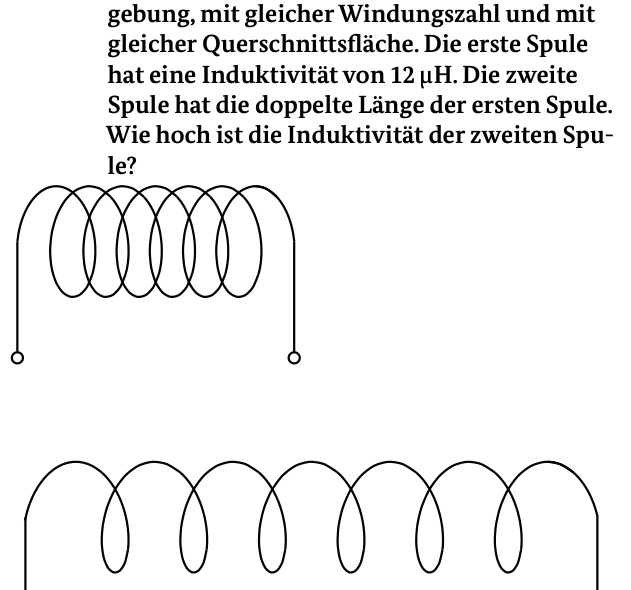 gebung, mit gleicher Windungszahl und mit
gleicher Querschnittsfläche. Die erste Spule
hat eine Induktivität von 12 µH. Die zweite
Spule hat die doppelte Länge der ersten Spule.
Wie hoch ist die Induktivität der zweiten Spu-
le?